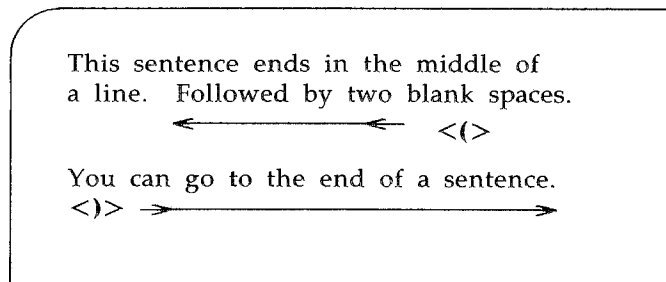 This sentence ends in the middle of
a line.  Followed by two blank spaces.
<(>
You can go to the end of a sentence.
<)>